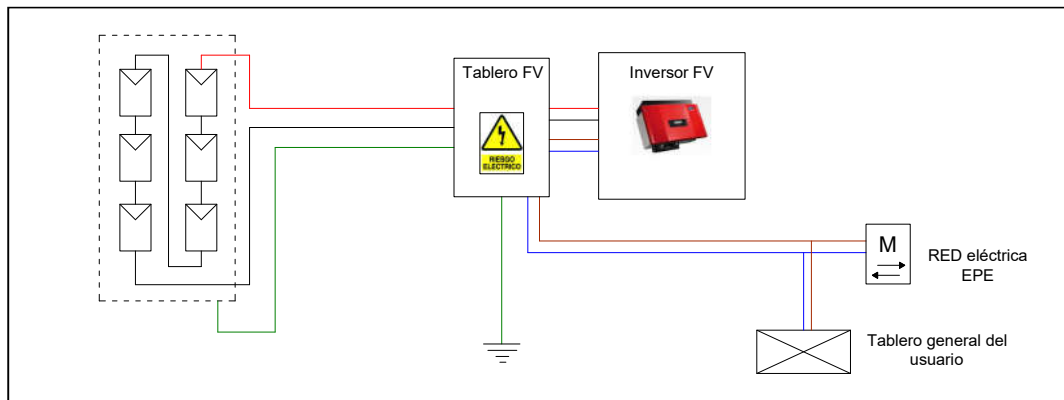 Tablero FV
Inversor FV
RIESGO
ELECTRICO
M
RED eléctrica
EPE
Tablero general del
usuario